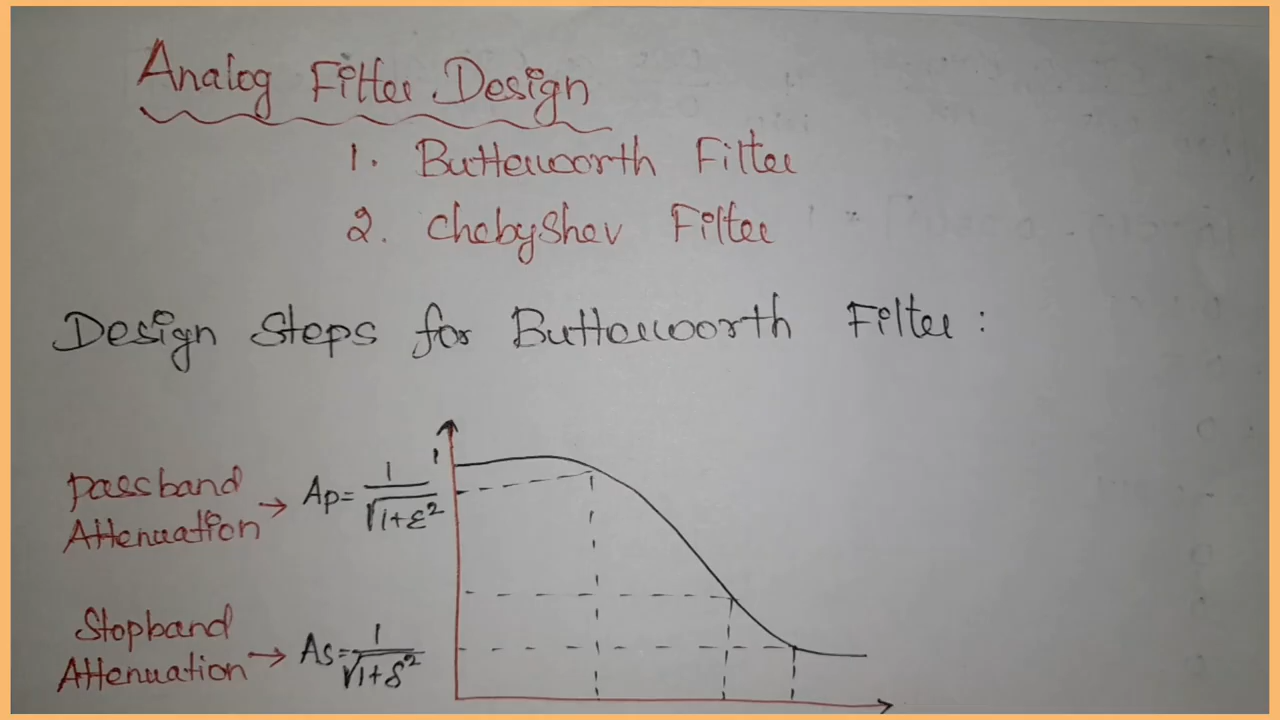 Analog Filter Design
1. Butterworth Filter
2. Chebyshev Filter
Design Steps for Butterworth Filter :
Passband Attenuation → Ap = 1/√1+ε²
1
Stopband Attenuation → As = 1/√1+δ²